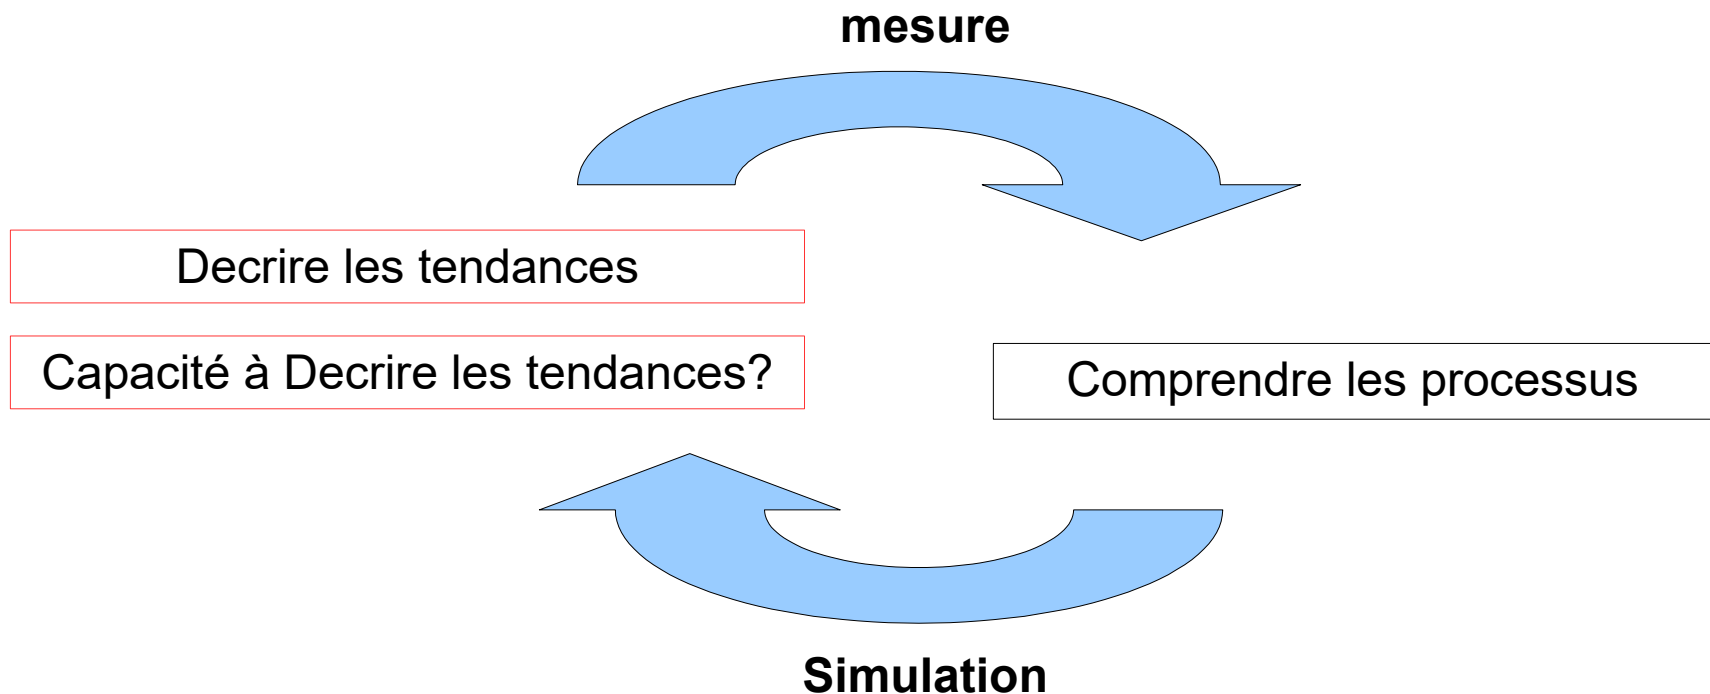 mesure
Decrire les tendances
Capacité à Decrire les tendances?
Comprendre les processus
Simulation